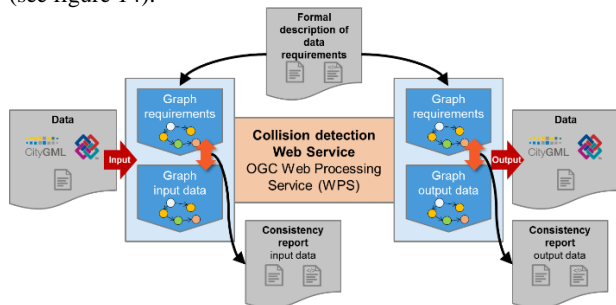 (see figure 14).
Formal
description of
data
requirements
Data
CityGML
Input
Graph
requirements
Graph
input data
Collision detection
Web Service
OGC Web Processing
Service (WPS)
Graph
requirements
Graph
output data
Output
Data
CityGML
Consistency
report
input data
Consistency
report
output data